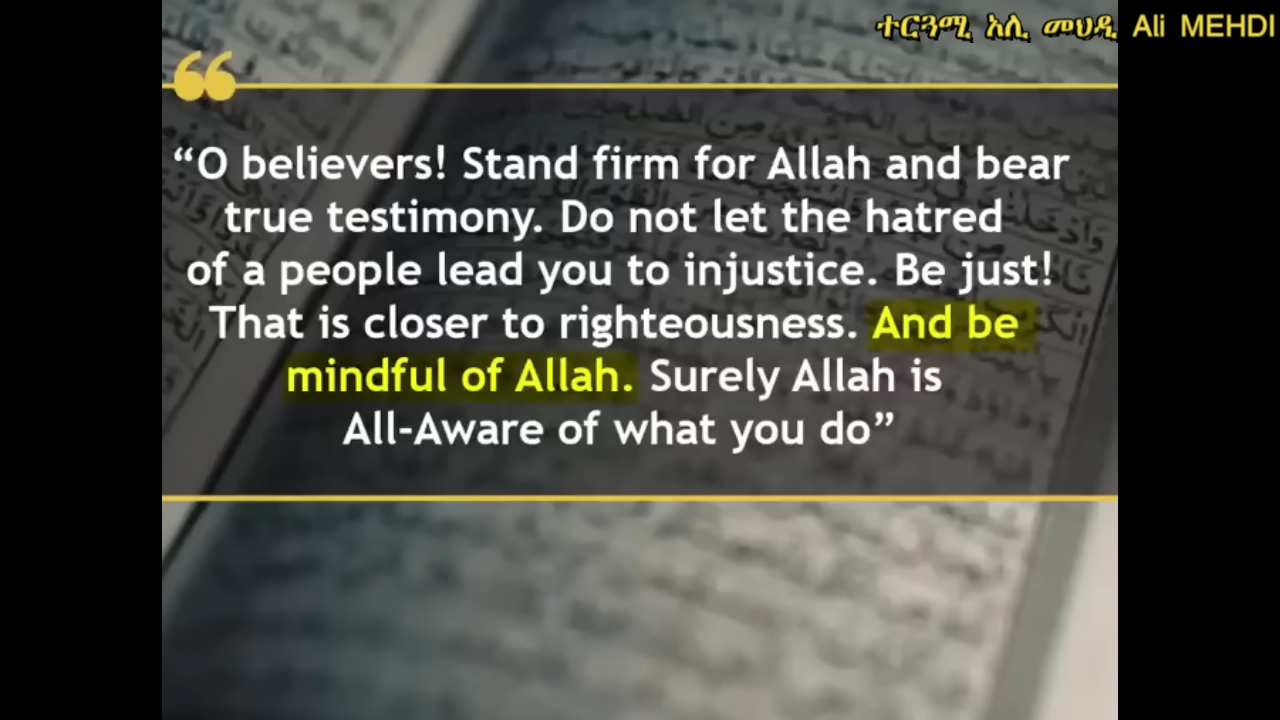 ተርጓሚ አሊ መህዲ Ali MEHDI
“O believers! Stand firm for Allah and bear
true testimony. Do not let the hatred
of a people lead you to injustice. Be just!
That is closer to righteousness. And be
mindful of Allah. Surely Allah is
All-Aware of what you do”